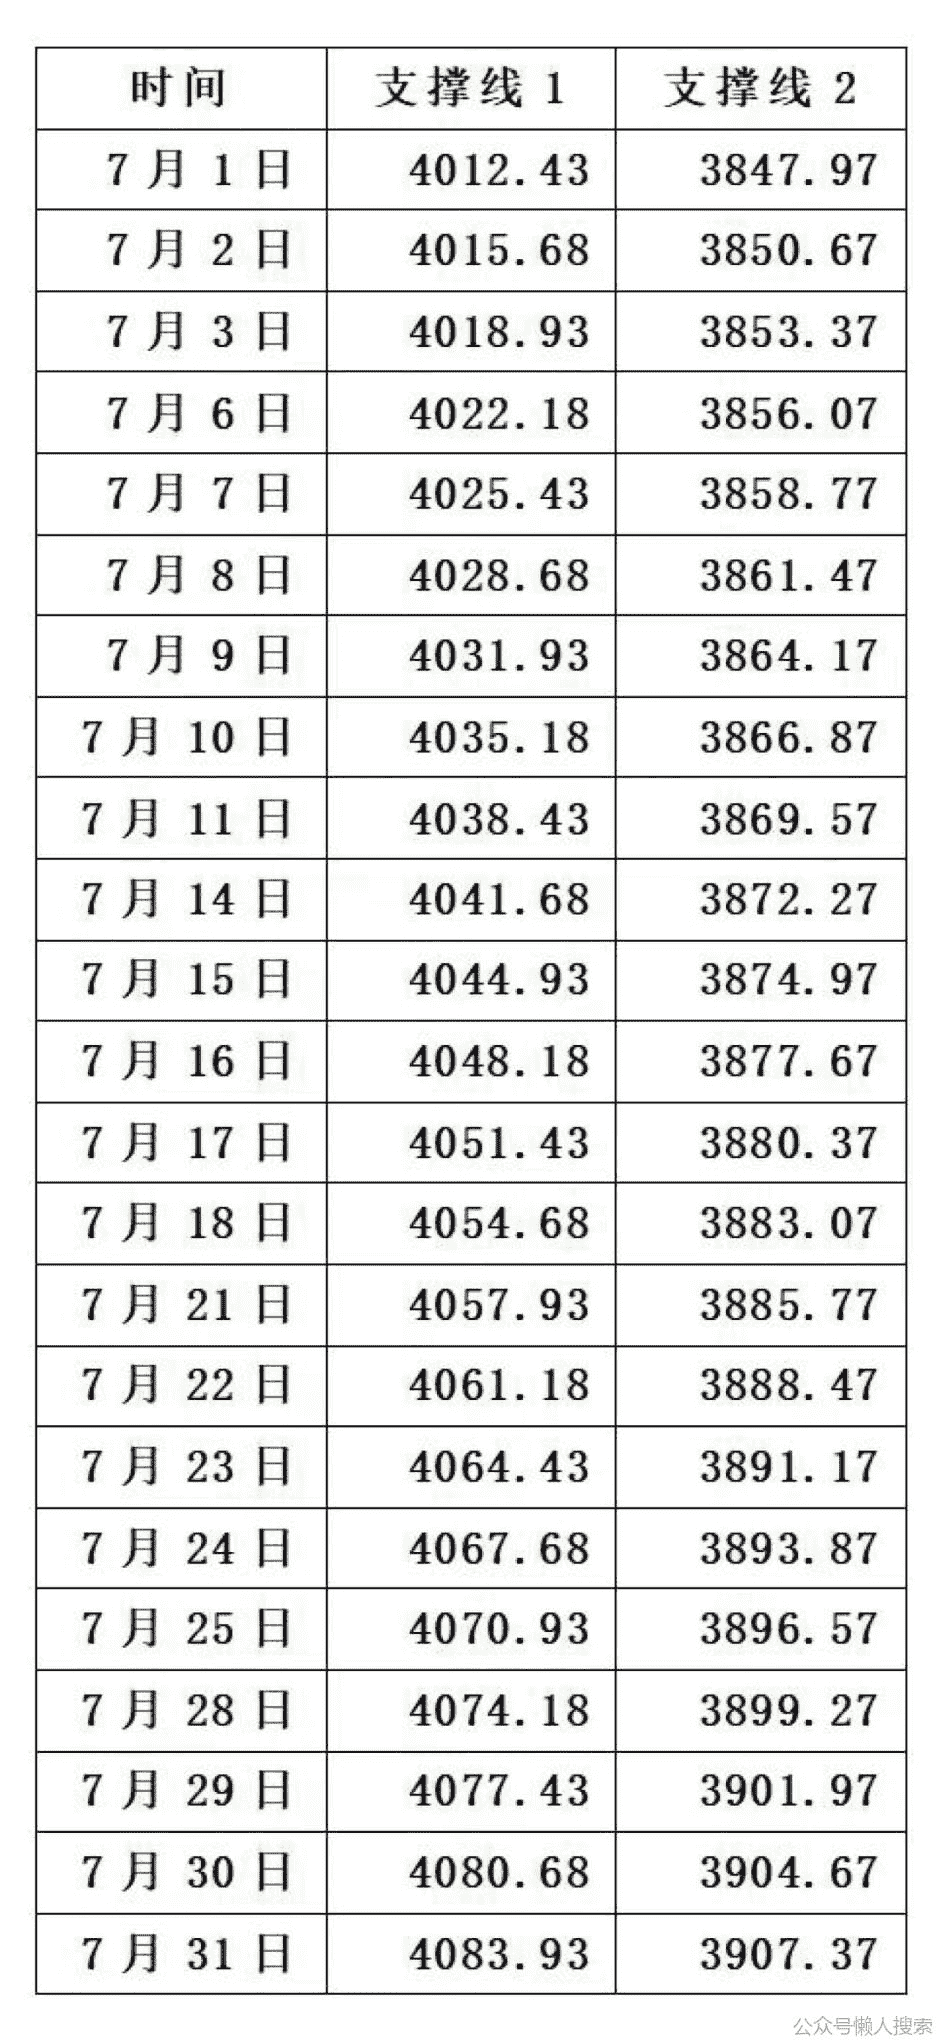 时间 支撑线1 支撑线2
7月1日 4012.43 3847.97
7月2日 4015.68 3850.67
7月3日 4018.93 3853.37
7月6日 4022.18 3856.07
7月7日 4025.43 3858.77
7月8日 4028.68 3861.47
7月9日 4031.93 3864.17
7月10日 4035.18 3866.87
7月11日 4038.43 3869.57
7月14日 4041.68 3872.27
7月15日 4044.93 3874.97
7月16日 4048.18 3877.67
7月17日 4051.43 3880.37
7月18日 4054.68 3883.07
7月21日 4057.93 3885.77
7月22日 4061.18 3888.47
7月23日 4064.43 3891.17
7月24日 4067.68 3893.87
7月25日 4070.93 3896.57
7月28日 4074.18 3899.27
7月29日 4077.43 3901.97
7月30日 4080.68 3904.67
7月31日 4083.93 3907.37
公众号懒人搜索